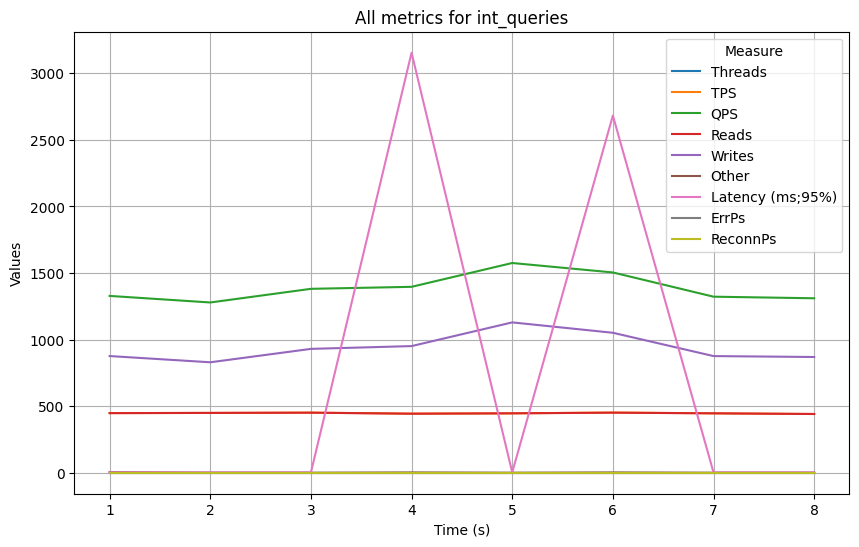 All metrics for int_queries
Measure
Threads
TPS
QPS
Reads
Writes
Other
Latency (ms;95%)
ErrPs
ReconnPs
Values
3000
2500
2000
1500
1000
500
0
1 2 3 4 5 6 7 8
Time (s)